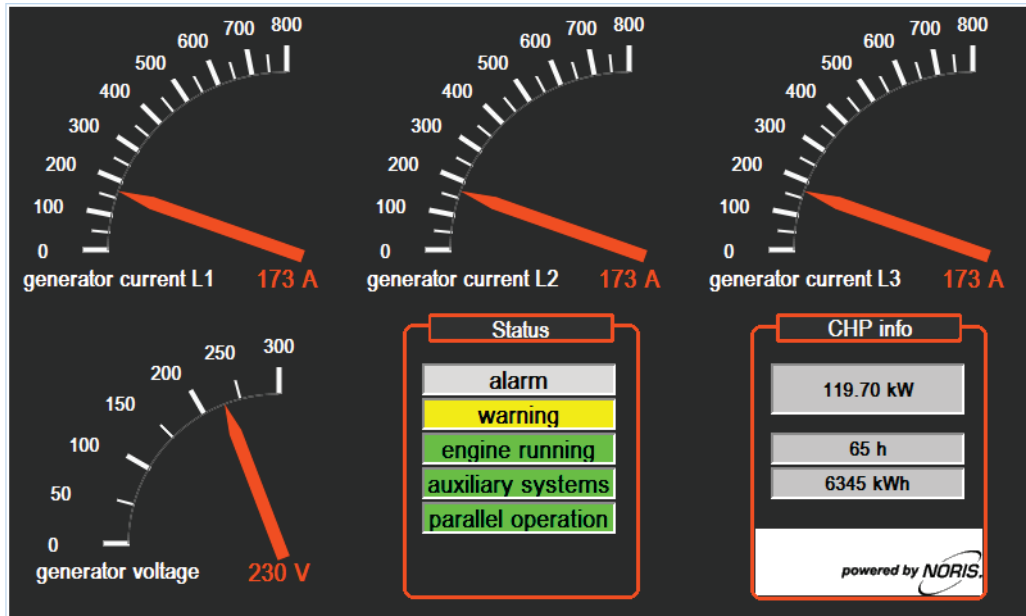 0 100 200 300 400 500 600 700 800
generator current L1 173 A
0 100 200 300 400 500 600 700 800
generator current L2 173 A
0 100 200 300 400 500 600 700 800
generator current L3 173 A
0 50 100 150 200 250 300
generator voltage 230 V
Status
alarm
warning
engine running
auxiliary systems
parallel operation
CHP info
119.70 kW
65 h
6345 kWh
powered by NORIS.